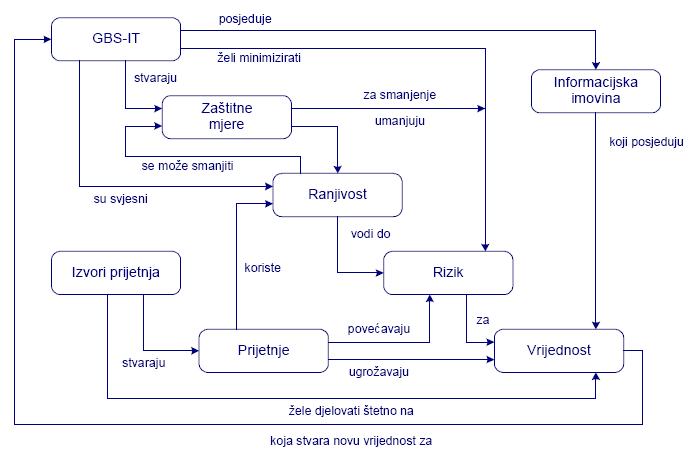 posjeduje
GBS-IT
želi minimizirati
stvaraju
Informacijska
imovina
Zaštitne
mjere
za smanjenje
umanjuju
koji posjeduju
se može smanjiti
su svjesni
Ranjivost
vodi do
Izvori prijetnja
koriste
Rizik
povećavaju
za
stvaraju
Prijetnje
Vrijednost
ugrožavaju
žele djelovati štetno na
koja stvara novu vrijednost za